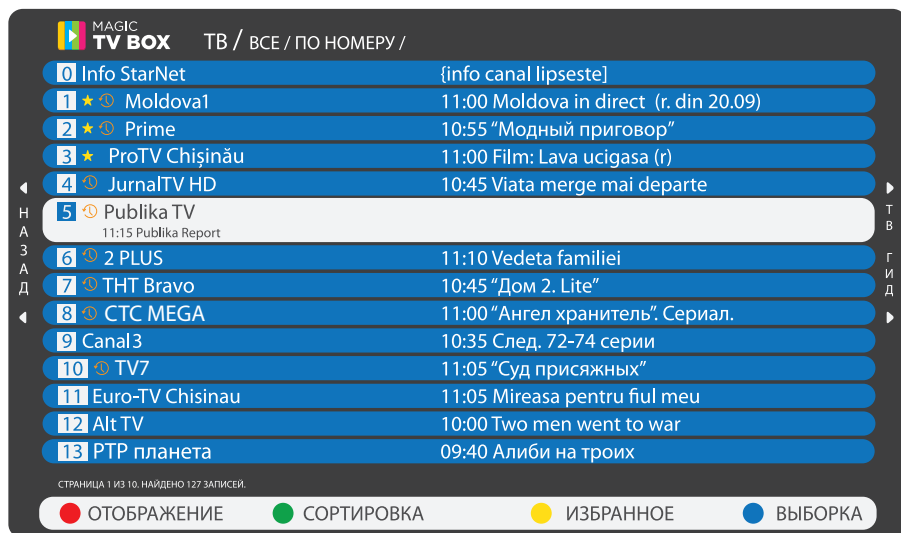 MAGIC
TV BOX ТВ / ВСЕ / ПО НОМЕРУ /
0 Info StarNet {info canal lipseste]
1 Moldova1 11:00 Moldova in direct (r. din 20.09)
2 Prime 10:55 “Модный приговор”
3 ProTV Chișinău 11:00 Film: Lava ucigasa (r)
4 JurnalTV HD 10:45 Viata merge mai departe
5 Publika TV
11:15 Publika Report
6 2 PLUS 11:10 Vedeta familiei
7 ТНТ Bravo 10:45 “Дом 2. Lite”
8 СТС MEGA 11:00 “Ангел хранитель”. Сериал.
9 Canal3 10:35 След. 72-74 серии
10 TV7 11:05 “Суд присяжных”
11 Euro-TV Chisinau 11:05 Mireasa pentru fiul meu
12 Alt TV 10:00 Two men went to war
13 РТР планета 09:40 Алиби на троих
НАЗАД
ТВ ГИД
СТРАНИЦА 1 ИЗ 10. НАЙДЕНО 127 ЗАПИСЕЙ.
ОТОБРАЖЕНИЕ СОРТИРОВКА ИЗБРАННОЕ ВЫБОРКА